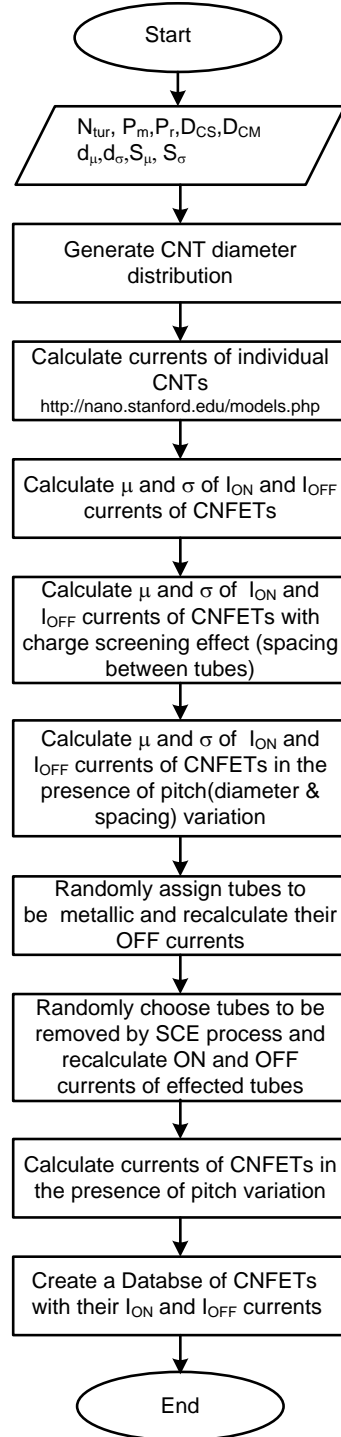 Start
N_tur, P_m,P_r,D_CS,D_CM
d_μ,d_σ,S_μ, S_σ
Generate CNT diameter
distribution
Calculate currents of individual
CNTs
http://nano.stanford.edu/models.php
Calculate μ and σ of I_ON and I_OFF
currents of CNFETs
Calculate μ and σ of I_ON and
I_OFF currents of CNFETs with
charge screening effect (spacing
between tubes)
Calculate μ and σ of I_ON and
I_OFF currents of CNFETs in the
presence of pitch(diameter &
spacing) variation
Randomly assign tubes to
be metallic and recalculate their
OFF currents
Randomly choose tubes to be
removed by SCE process and
recalculate ON and OFF
currents of effected tubes
Calculate currents of CNFETs in
the presence of pitch variation
Create a Databse of CNFETs
with their I_ON and I_OFF currents
End